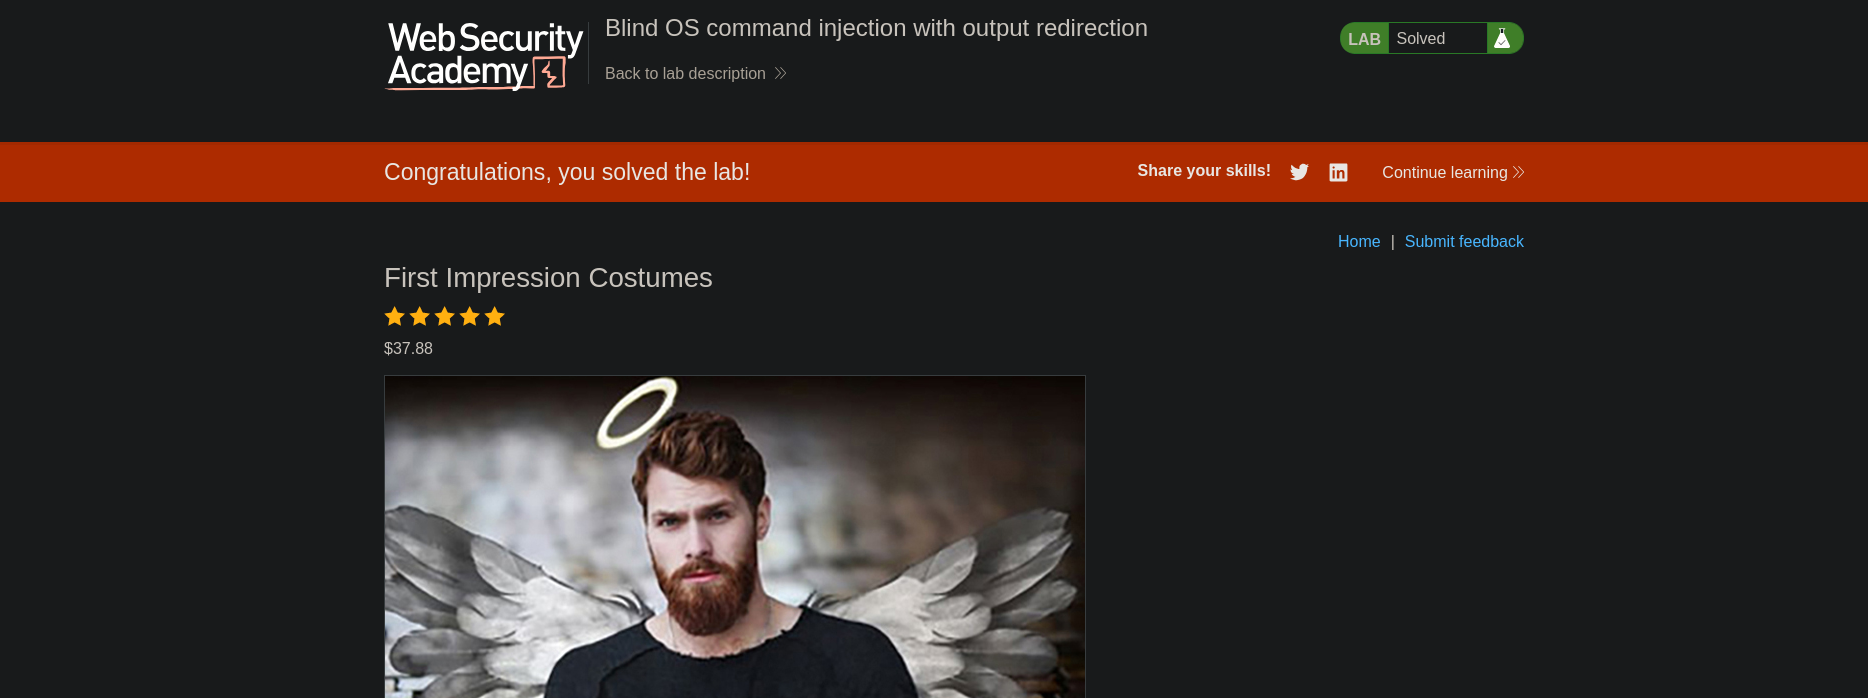 Web Security
Academy
Blind OS command injection with output redirection
Back to lab description
LAB Solved
Congratulations, you solved the lab!
Share your skills!
Continue learning
Home | Submit feedback
First Impression Costumes
$37.88